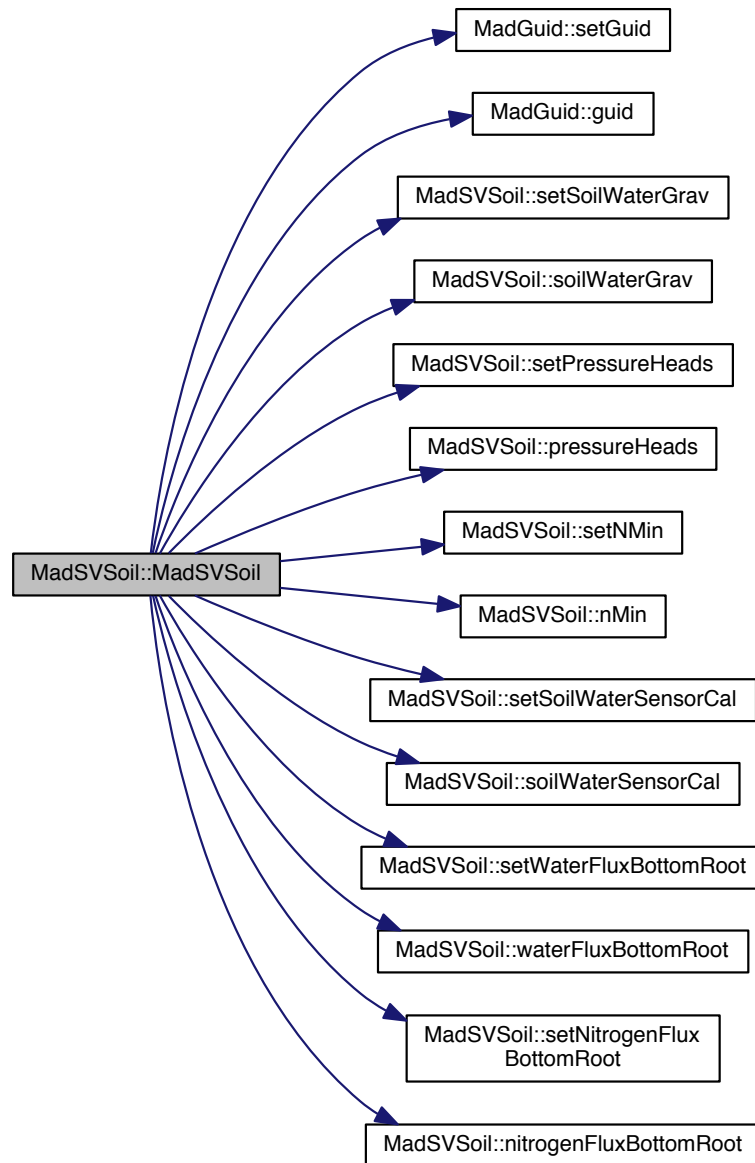 MadGuid::setGuid
MadGuid::guid
MadSVSoil::setSoilWaterGrav
MadSVSoil::soilWaterGrav
MadSVSoil::setPressureHeads
MadSVSoil::pressureHeads
MadSVSoil::setNMin
MadSVSoil::MadSVSoil
MadSVSoil::nMin
MadSVSoil::setSoilWaterSensorCal
MadSVSoil::soilWaterSensorCal
MadSVSoil::setWaterFluxBottomRoot
MadSVSoil::waterFluxBottomRoot
MadSVSoil::setNitrogenFlux
BottomRoot
MadSVSoil::nitrogenFluxBottomRoot